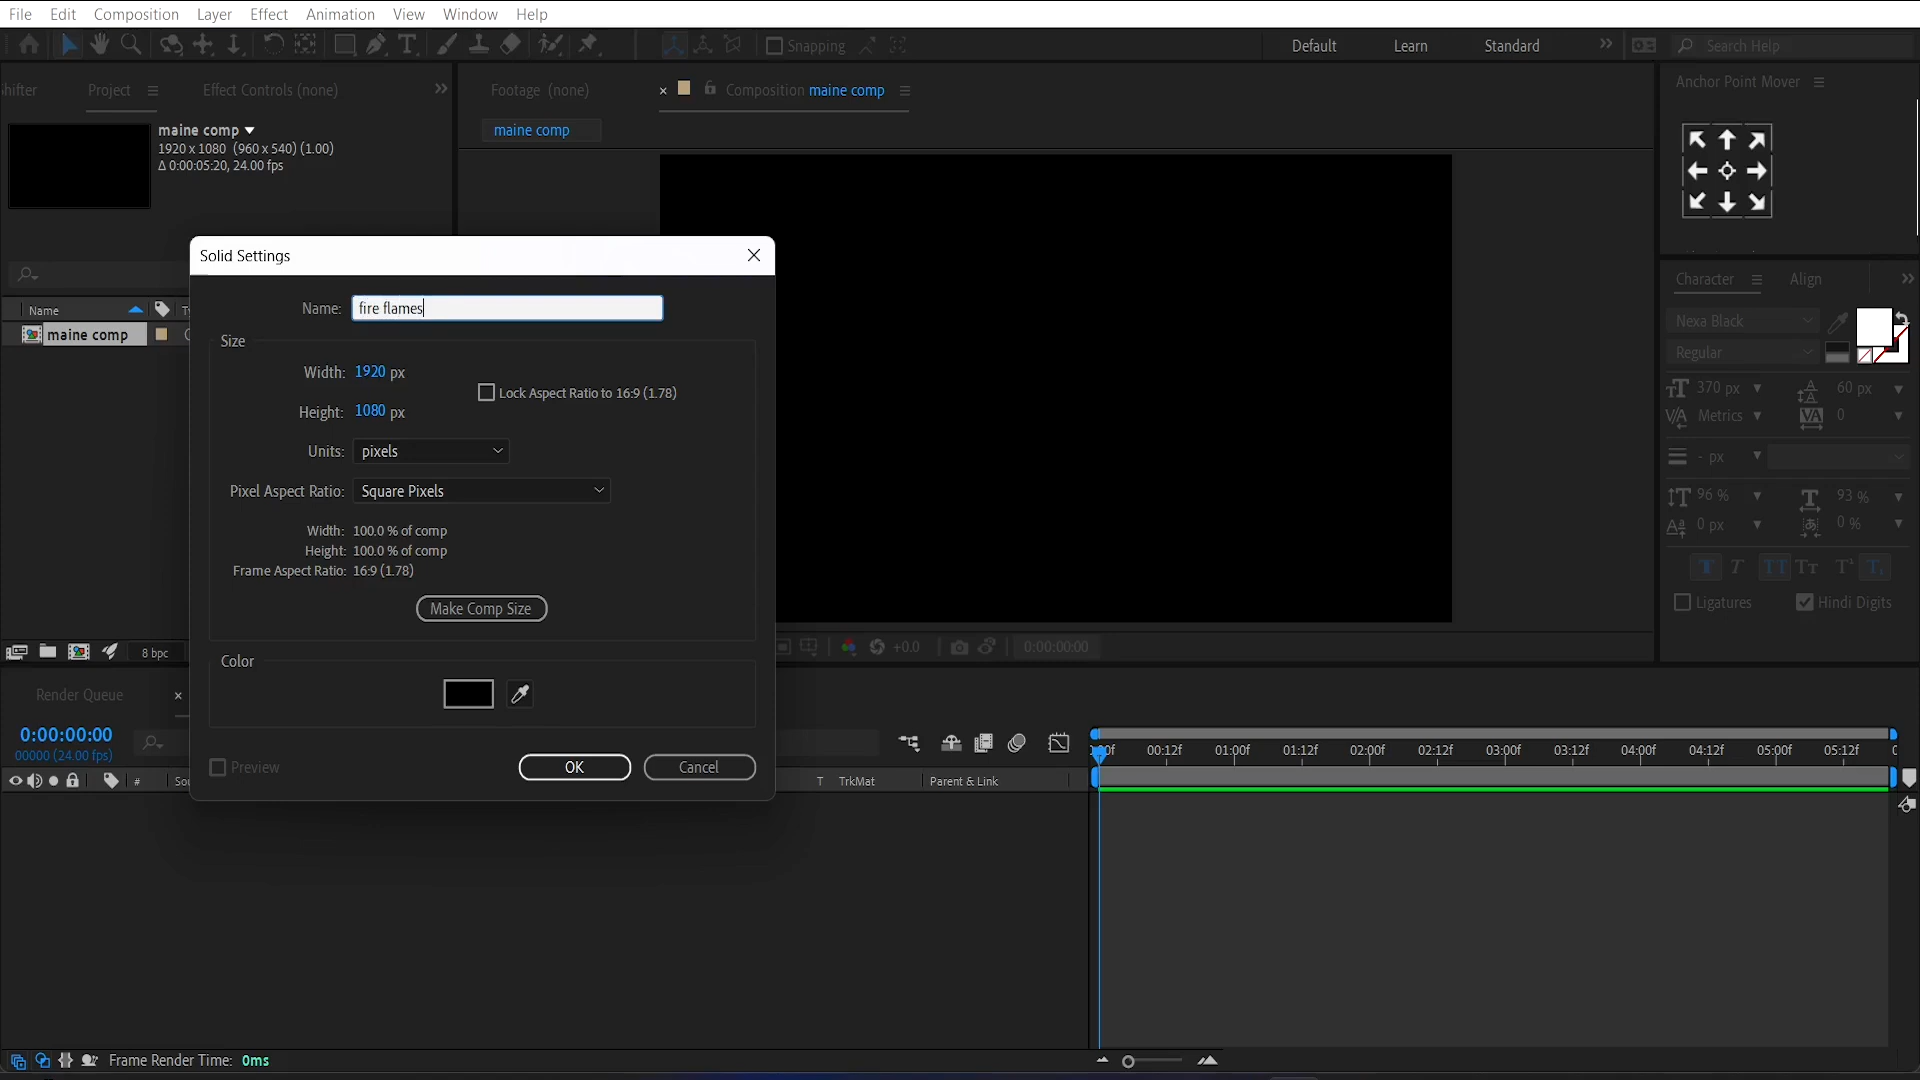 File Edit Composition Layer Effect Animation View Window Help
Snapping
Default Learn Standard
Search Help
hifter Project Effect Controls (none)
Footage (none)
Composition maine comp
Anchor Point Mover
maine comp
1920 x 1080 (960 x 540) (1.00)
Δ 0:00:05:20, 24.00 fps
maine comp
Solid Settings
Name: fire flames
Size
Width: 1920 px
Lock Aspect Ratio to 16:9 (1.78)
Height: 1080 px
Units: pixels
Pixel Aspect Ratio: Square Pixels
Width: 100.0 % of comp
Height: 100.0 % of comp
Frame Aspect Ratio: 16:9 (1.78)
Make Comp Size
Color
Preview
OK
Cancel
Name
maine comp
8 bpc
+0.0
0:00:00:00
Character Align
Nexa Black
Regular
370 px
60 px
Metrics
0
- px
96 %
93 %
0 px
0 %
T T TT Tт T¹ T₁
Ligatures
Hindi Digits
Render Queue
0:00:00:00
00000 (24.00 fps)
# Sou
T TrkMat Parent & Link
:00f 00:12f 01:00f 01:12f 02:00f 02:12f 03:00f 03:12f 04:00f 04:12f 05:00f 05:12f
Frame Render Time: 0ms